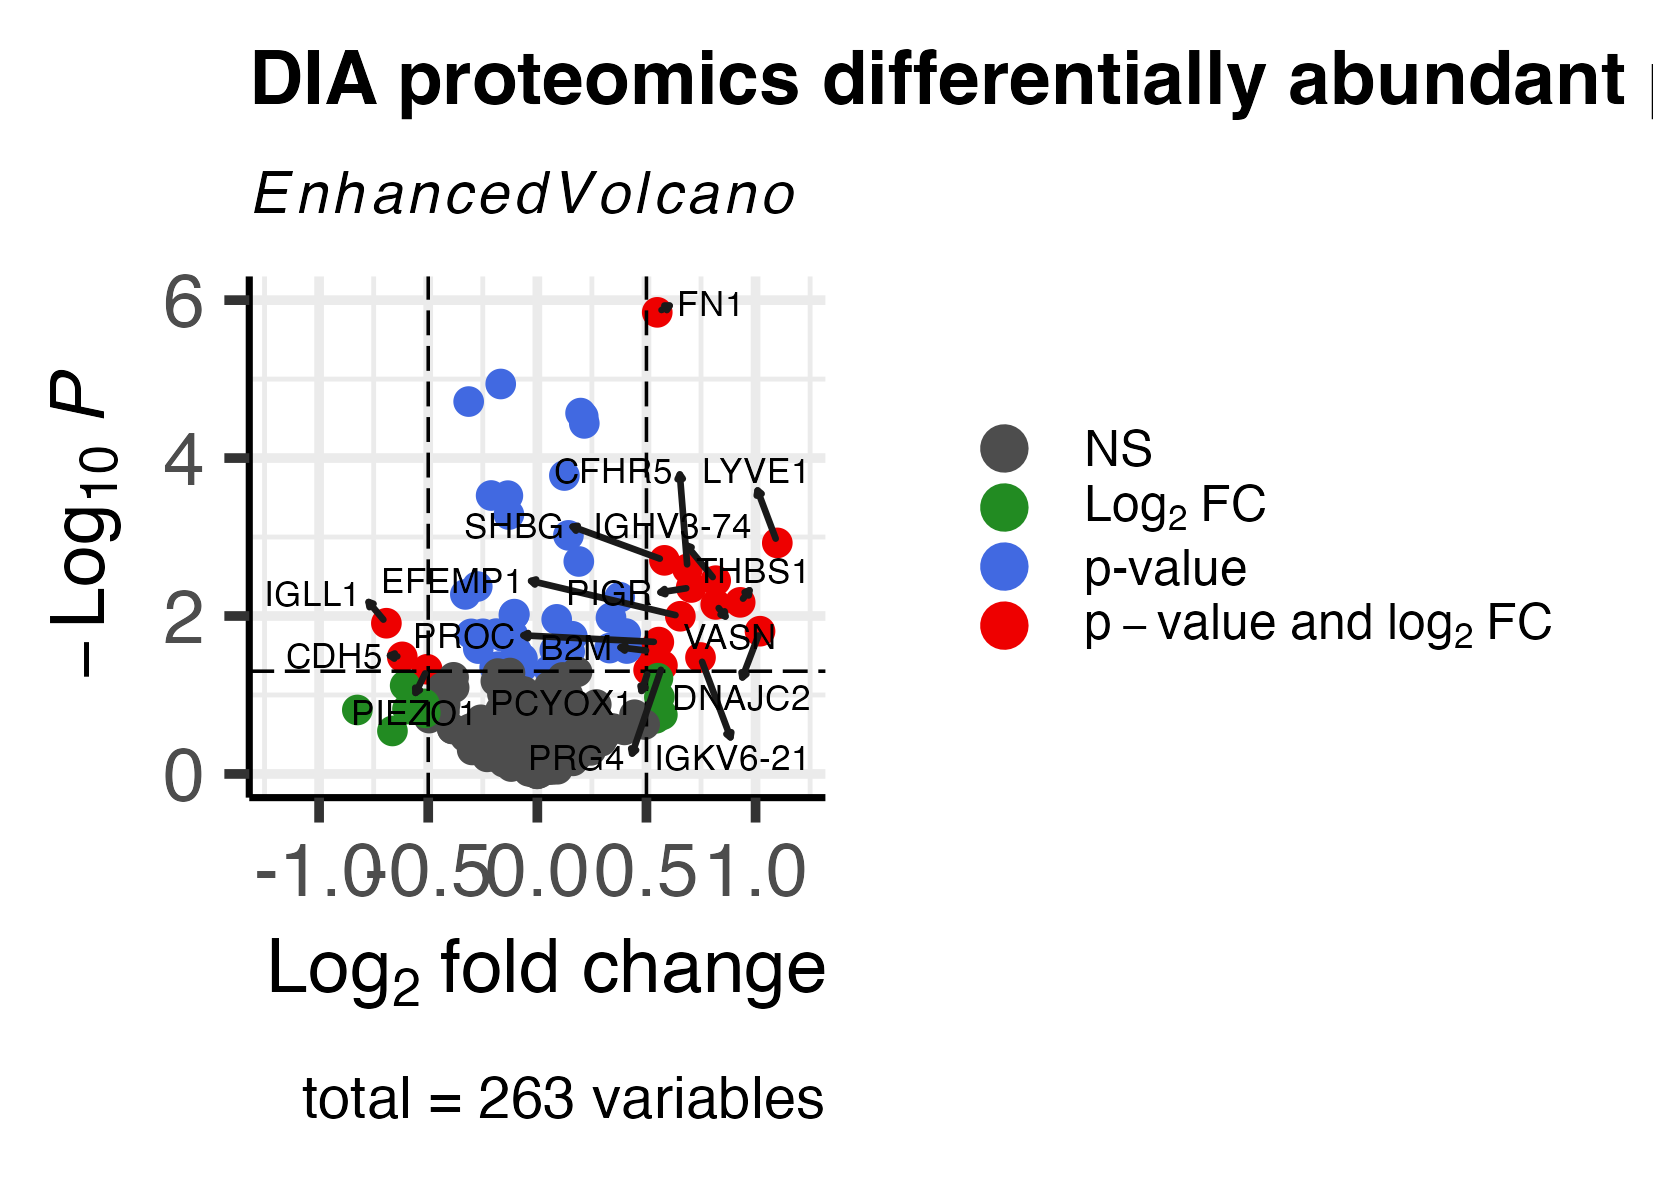 DIA proteomics differentially abundant
EnhancedVolcano
−Log10 P
6
4
2
0
FN1
CFHR5
LYVE1
SHBG
IGHV3-74
EFEMP1
PIGR
THBS1
IGLL1
PROC
B2M
VASN
CDH5
PCYOX1
DNAJC2
PIEZO1
PRG4
IGKV6-21
-1.0
-0.5
0.0
0.5
1.0
Log2 fold change
NS
Log2 FC
p-value
p − value and log2 FC
total = 263 variables